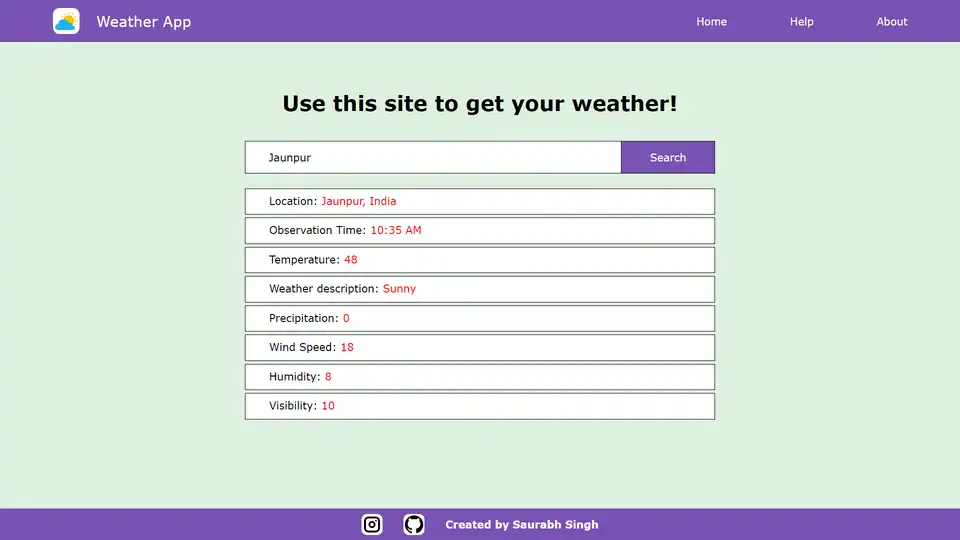 Weather App Home Help About
Use this site to get your weather!
Jaunpur Search
Location: Jaunpur, India
Observation Time: 10:35 AM
Temperature: 48
Weather description: Sunny
Precipitation: 0
Wind Speed: 18
Humidity: 8
Visibility: 10
Created by Saurabh Singh